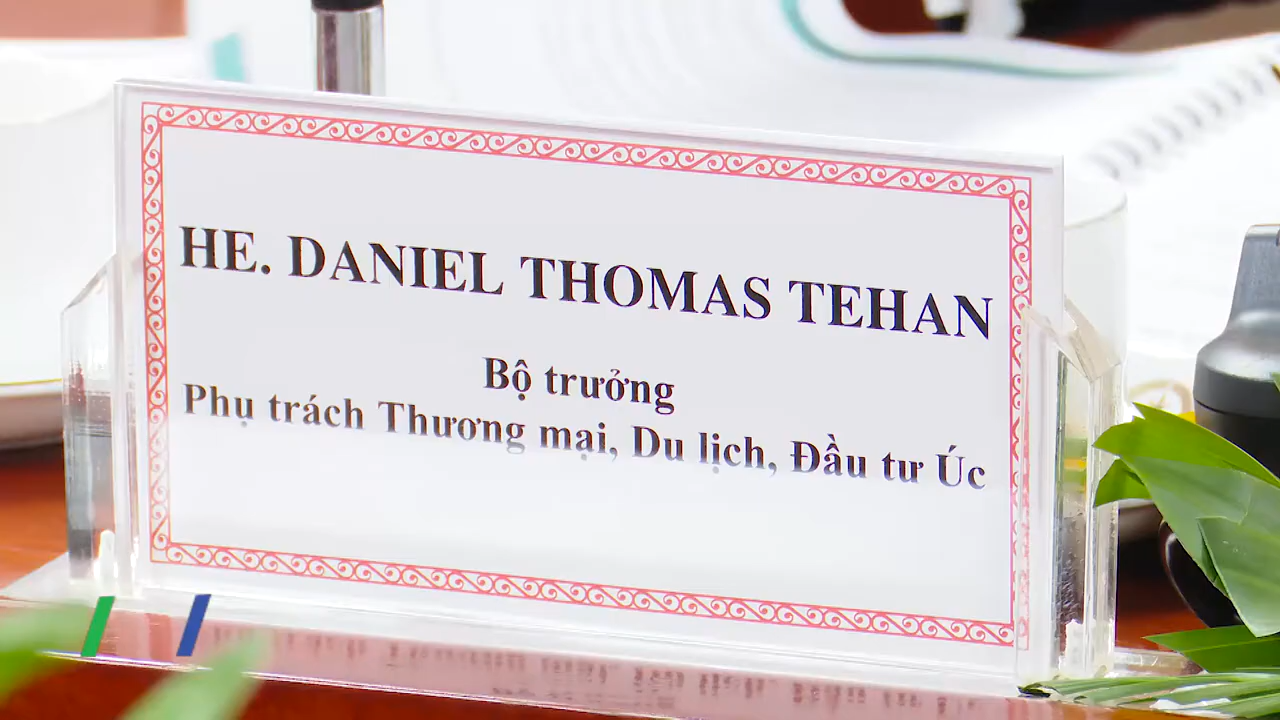 HE. DANIEL THOMAS TEHAN
Bộ trưởng
Phụ trách Thương mại, Du lịch, Đầu tư Úc